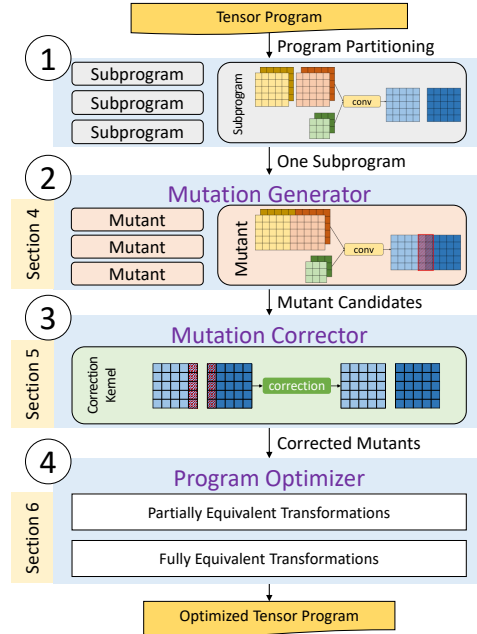 Tensor Program
Program Partitioning
1
Subprogram
Subprogram
Subprogram
Subprogram
conv
One Subprogram
2
Mutation Generator
Section 4
Mutant
Mutant
Mutant
Mutant
conv
Mutant Candidates
3
Mutation Corrector
Section 5
Correction
Kernel
correction
Corrected Mutants
4
Program Optimizer
Section 6
Partially Equivalent Transformations
Fully Equivalent Transformations
Optimized Tensor Program